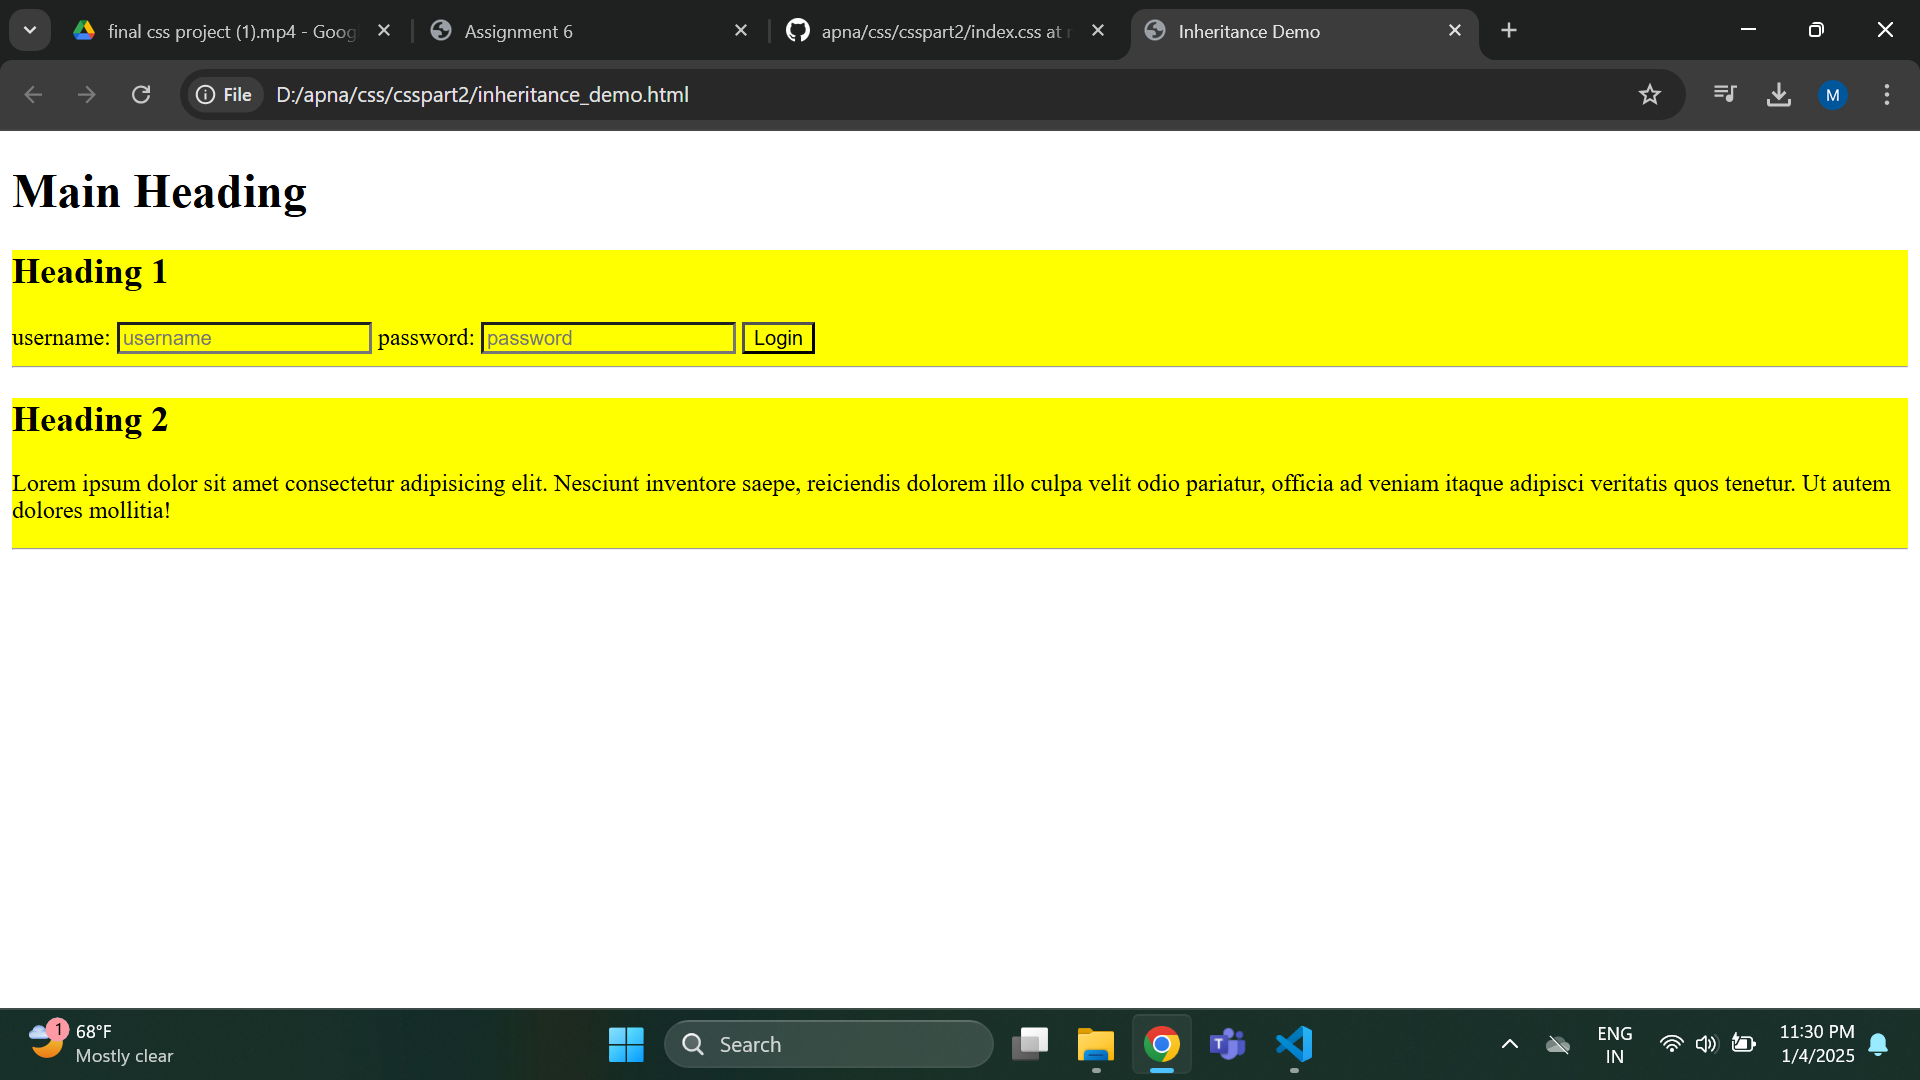 final css project (1).mp4 - Goog
Assignment 6
apna/css/csspart2/index.css at r
Inheritance Demo
File
D:/apna/css/csspart2/inheritance_demo.html
M
Main Heading
Heading 1
username: username password: password Login
Heading 2
Lorem ipsum dolor sit amet consectetur adipisicing elit. Nesciunt inventore saepe, reiciendis dolorem illo culpa velit odio pariatur, officia ad veniam itaque adipisci veritatis quos tenetur. Ut autem
dolores mollitia!
1
68°F
Mostly clear
Search
T
ENG
IN
11:30 PM
1/4/2025